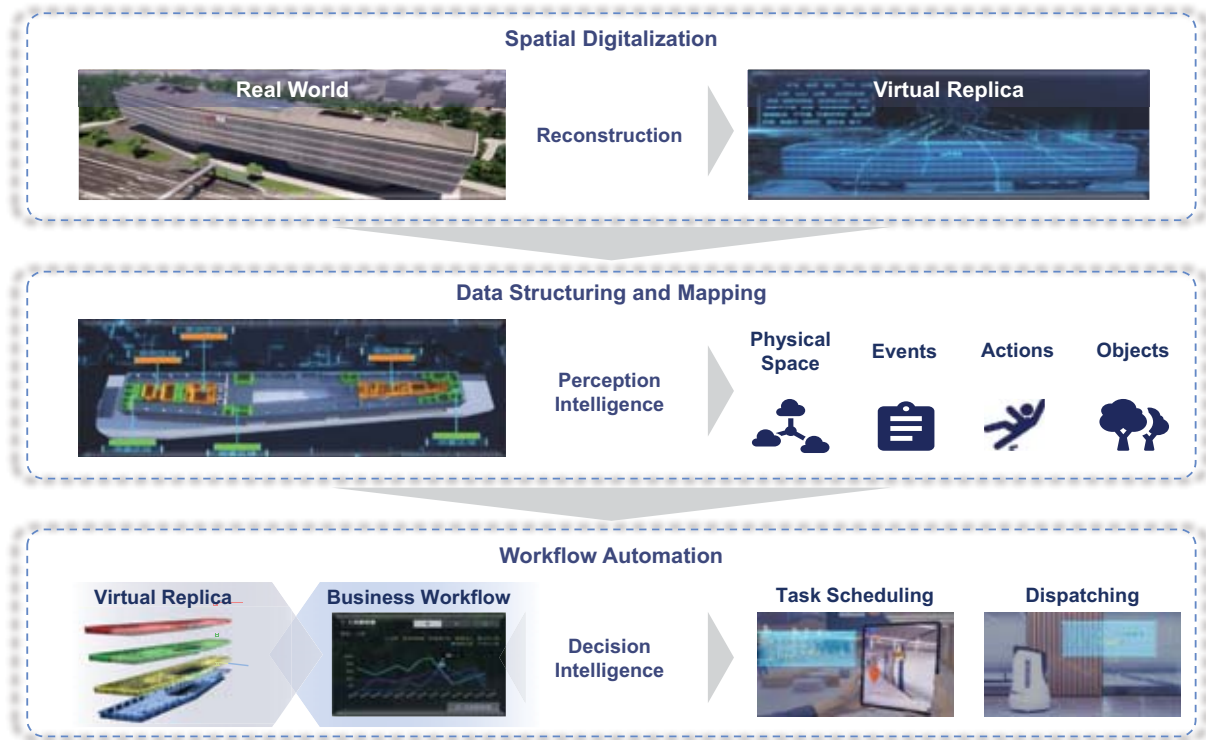 Spatial Digitalization
Real World
Reconstruction
Virtual Replica
Data Structuring and Mapping
Perception
Intelligence
Physical
Space
Events
Actions
Objects
Workflow Automation
Virtual Replica
Business Workflow
Decision
Intelligence
Task Scheduling
Dispatching